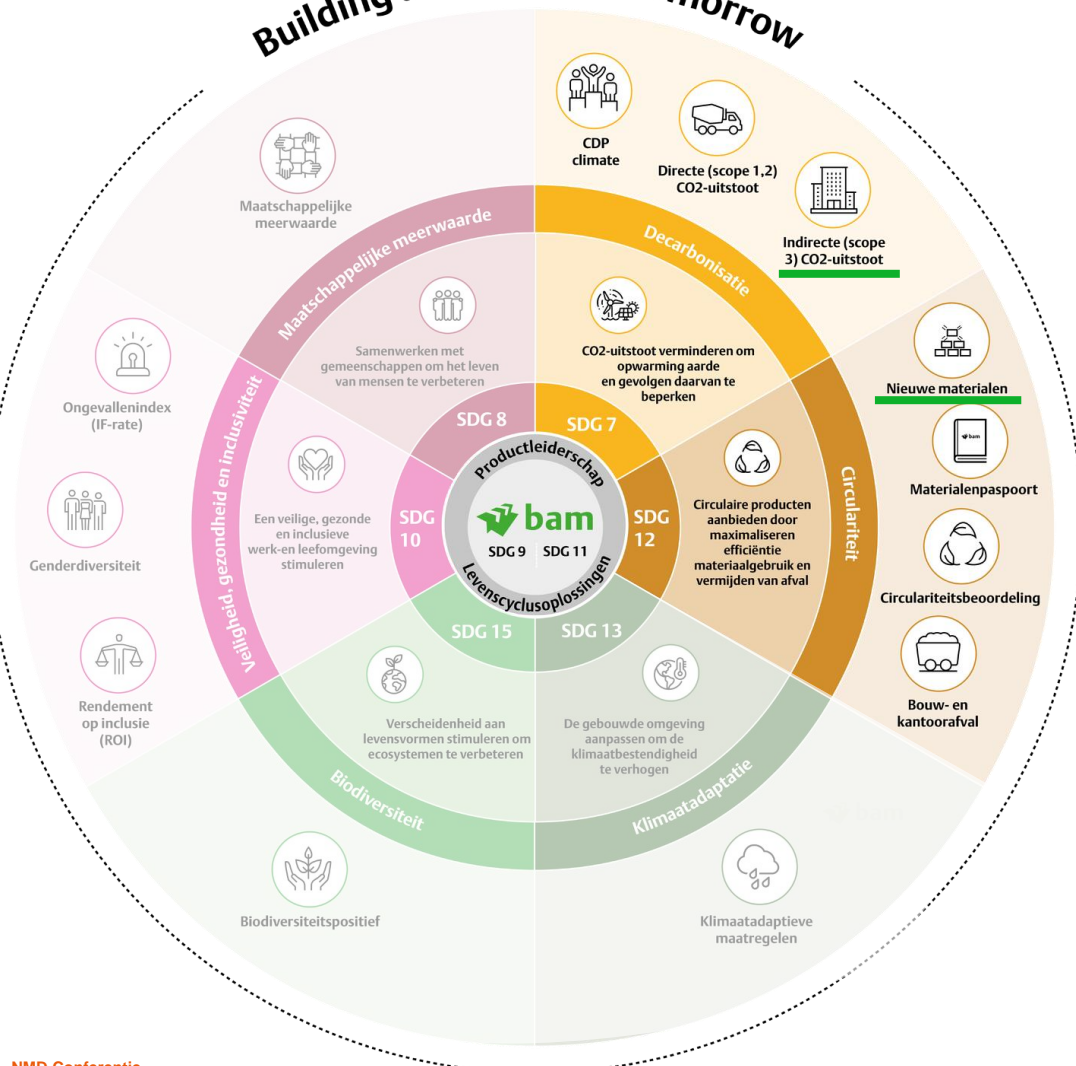 Building
morrow
CDP
climate
Directe (scope 1,2)
CO2-uitstoot
Indirecte (scope
3) CO2-uitstoot
Maatschappelijke
meerwaarde
Maatschappelijke meerwaarde
Decarbonisatie
Samenwerken met
gemeenschappen om het leven
van mensen te verbeteren
CO2-uitstoot verminderen om
opwarming aarde
en gevolgen daarvan te
beperken
Nieuwe materialen
bam
Materialenpaspoort
Circulariteitsbeoordeling
Bouw- en
kantoorafval
Ongevallenindex
(IF-rate)
Genderdiversiteit
Rendement
op inclusie
(ROI)
Veiligheid, gezondheid en inclusiviteit
Een veilige, gezonde
en inclusieve
werk-en leefomgeving
stimuleren
SDG 8
SDG 7
SDG
10
Productleiderschap
bam
SDG 9 | SDG 11
Levenscyclusoplossingen
SDG
12
Circulaire producten
aanbieden door
maximaliseren
efficiëntie
materiaalgebruik en
vermijden van afval
Circulariteit
SDG 15
SDG 13
Verscheidenheid aan
levensvormen stimuleren om
ecosystemen te verbeteren
De gebouwde omgeving
aanpassen om de
klimaatbestendigheid
te verhogen
Biodiversiteit
Klimaatadaptatie
Biodiversiteitspositief
Klimaatadaptieve
maatregelen
NMD Conferentie